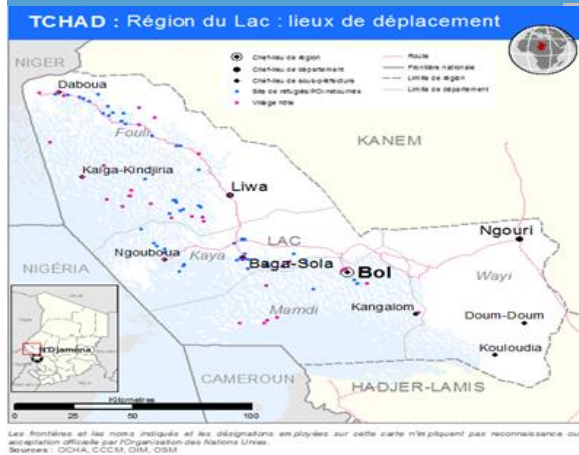 TCHAD : Région du Lac : lieux de déplacement
NIGER
Chef-lieu de région
Chef-lieu de département
Chef-lieu de sous-préfecture
Site de réfugiés/PDI/retournés
Village hôte
Route
Frontière nationale
Limite de région
Limite de département
Daboua
Fouli
KANEM
Kaiga-Kindjiria
Liwa
Ngouri
LAC
Ngouboua
Kaya
Baga-Sola
Bol
Wayi
NIGÉRIA
Mamdi
Kangalom
Doum-Doum
N'Djaména
Kouloudia
CAMEROUN
HADJER-LAMIS
Kilometres
0 25 50 100
Les frontières et les noms indiqués et les désignations employées sur cette carte n'impliquent pas reconnaissance ou
acceptation officielle par l'Organisation des Nations Unies.
Sources : OCHA, CCCM, OIM, OSM